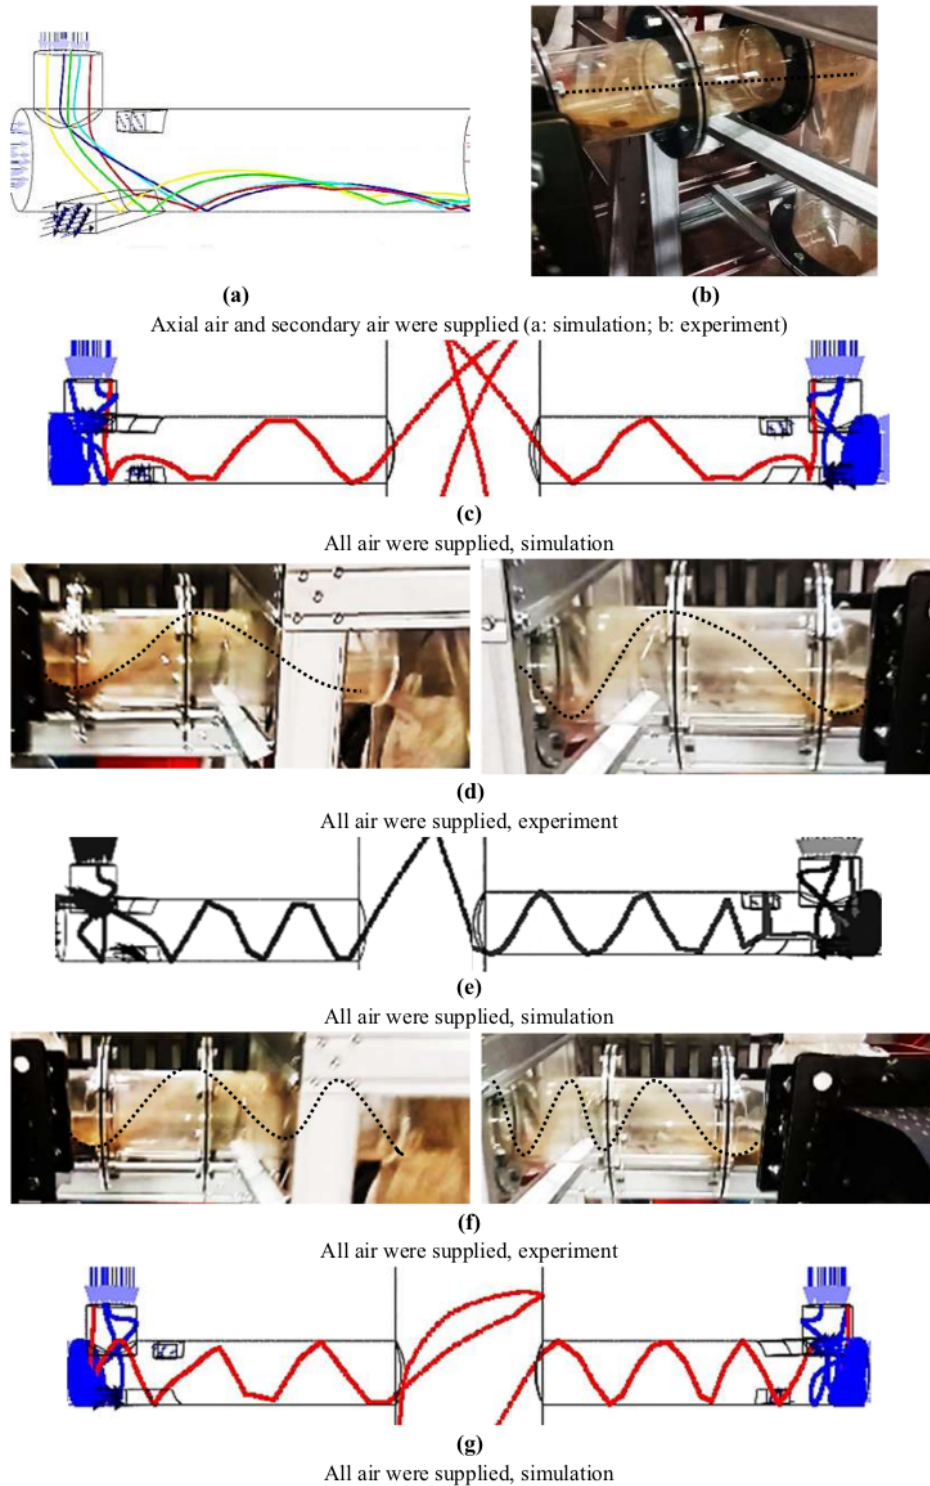 (a)
(b)
Axial air and secondary air were supplied (a: simulation; b: experiment)
(c)
All air were supplied, simulation
(d)
All air were supplied, experiment
(e)
All air were supplied, simulation
(f)
All air were supplied, experiment
(g)
All air were supplied, simulation